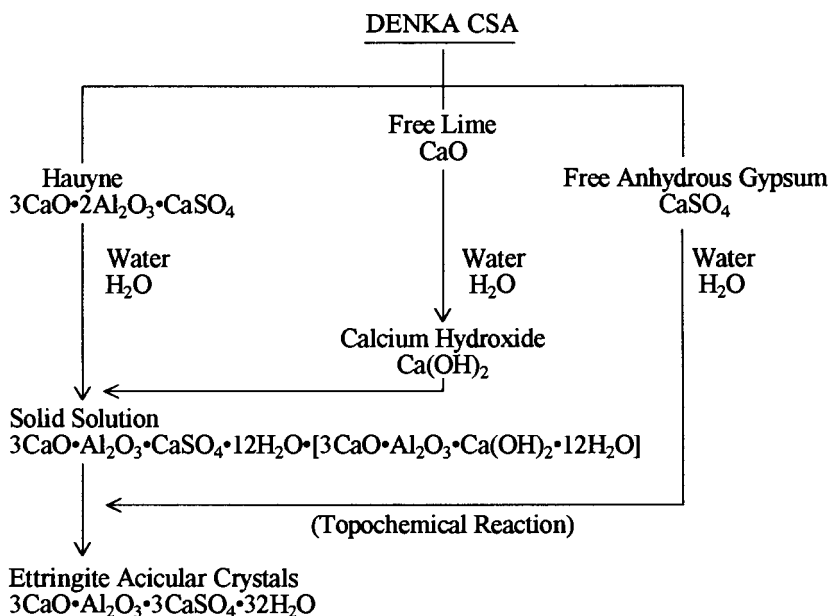 DENKA CSA
Free Lime
CaO
Hauyne
3CaO•2Al₂O₃•CaSO₄
Free Anhydrous Gypsum
CaSO₄
Water
H₂O
Water
H₂O
Water
H₂O
Calcium Hydroxide
Ca(OH)₂
Solid Solution
3CaO•Al₂O₃•CaSO₄•12H₂O•[3CaO•Al₂O₃•Ca(OH)₂•12H₂O]
(Topochemical Reaction)
Ettringite Acicular Crystals
3CaO•Al₂O₃•3CaSO₄•32H₂O